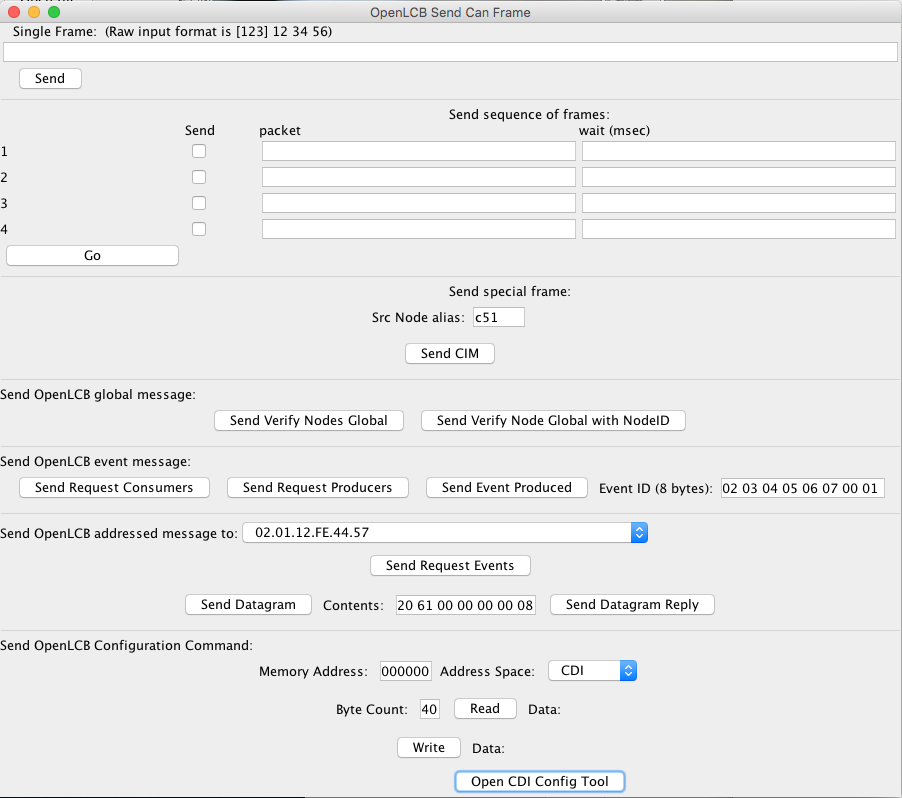 OpenLCB Send Can Frame
Single Frame: (Raw input format is [123] 12 34 56)
Send
Send sequence of frames:
Send packet wait (msec)
1
2
3
4
Go
Send special frame:
Src Node alias: c51
Send CIM
Send OpenLCB global message:
Send Verify Nodes Global Send Verify Node Global with NodeID
Send OpenLCB event message:
Send Request Consumers Send Request Producers Send Event Produced Event ID (8 bytes): 02 03 04 05 06 07 00 01
Send OpenLCB addressed message to: 02.01.12.FE.44.57
Send Request Events
Send Datagram Contents: 20 61 00 00 00 00 08 Send Datagram Reply
Send OpenLCB Configuration Command:
Memory Address: 000000 Address Space: CDI
Byte Count: 40 Read Data:
Write Data:
Open CDI Config Tool